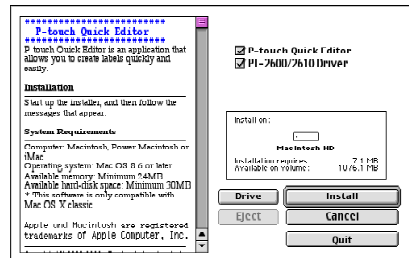 ************************
P-touch Quick Editor
************************
P-touch Quick Editor is an application that
allows you to create labels quickly and
easily.
Installation
Start up the installer, and then follow the
messages that appear.
System Requirements
Computer: Macintosh, Power Macintosh or
iMac
Operating system: Mac OS 8.6 or later
Available memory: Minimum 24MB
Available hard-disk space: Minimum 30MB
* This software is only compatible with
Mac OS X classic
Apple and Macintosh are registered
trademarks of Apple Computer, Inc.
P-touch Quick Editor
PT-2600/2610 Driver
Install on:
Macintosh HD
Installation requires: 7.1 MB
Available on volume: 1076.1 MB
Drive
Install
Eject
Cancel
Quit